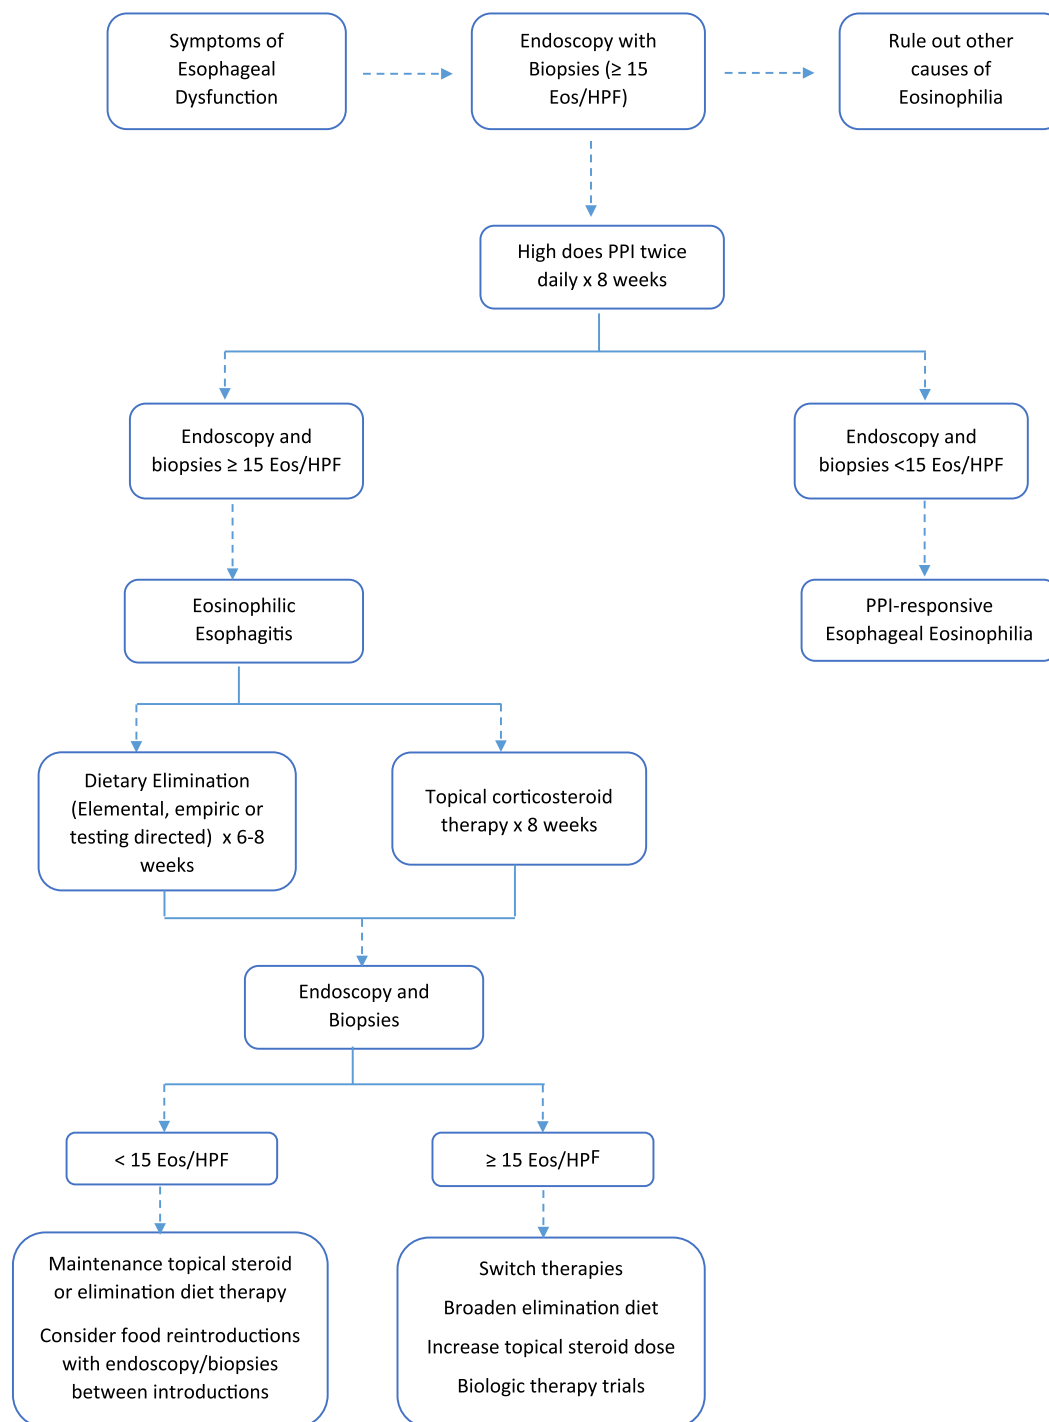 Symptoms of
Esophageal
Dysfunction
Endoscopy with
Biopsies (≥ 15
Eos/HPF)
Rule out other
causes of
Eosinophilia
High does PPI twice
daily x 8 weeks
Endoscopy and
biopsies ≥ 15 Eos/HPF
Endoscopy and
biopsies <15 Eos/HPF
Eosinophilic
Esophagitis
PPI-responsive
Esophageal Eosinophilia
Dietary Elimination
(Elemental, empiric or
testing directed)  x 6-8
weeks
Topical corticosteroid
therapy x 8 weeks
Endoscopy and
Biopsies
< 15 Eos/HPF
≥ 15 Eos/HPF
Maintenance topical steroid
or elimination diet therapy
Consider food reintroductions
with endoscopy/biopsies
between introductions
Switch therapies
Broaden elimination diet
Increase topical steroid dose
Biologic therapy trials